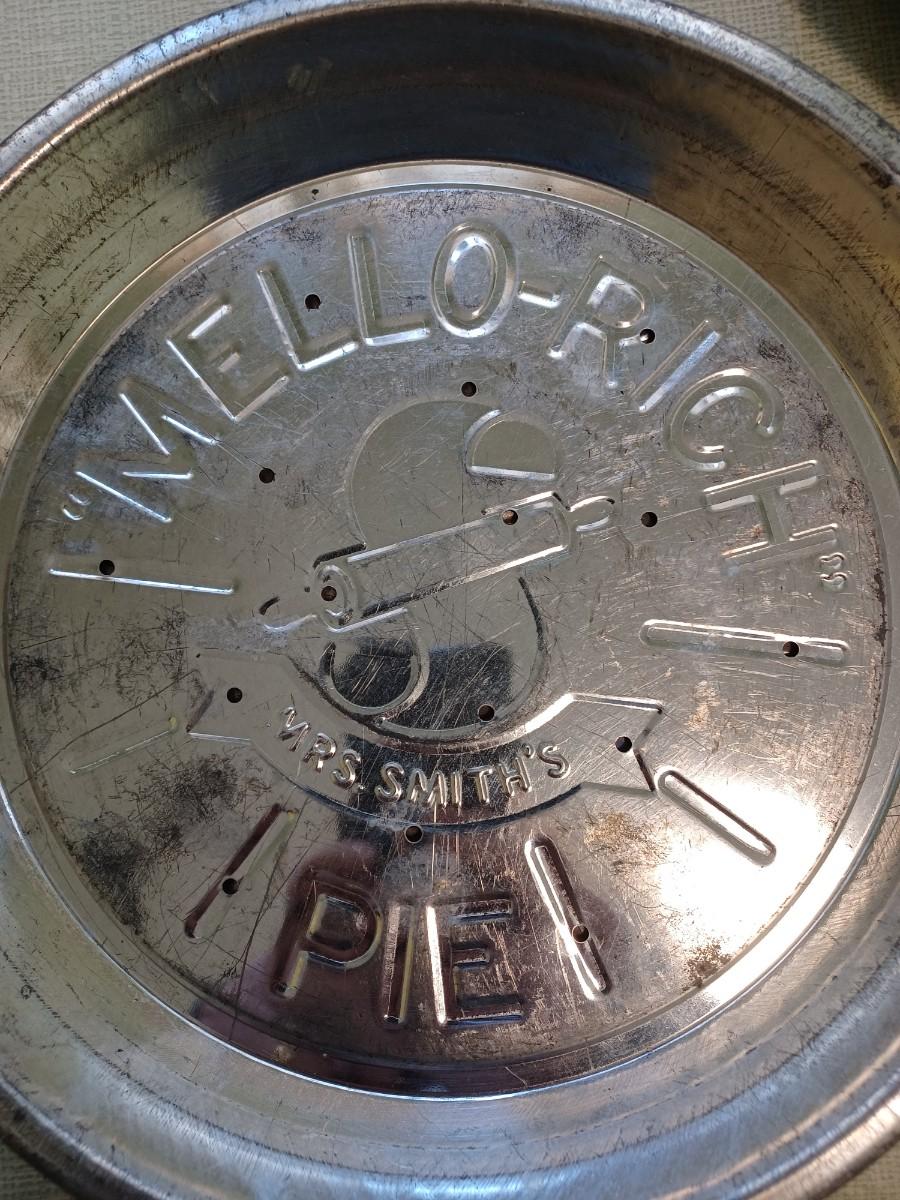 "MELLO-RICH"
MRS. SMITH'S
PIE